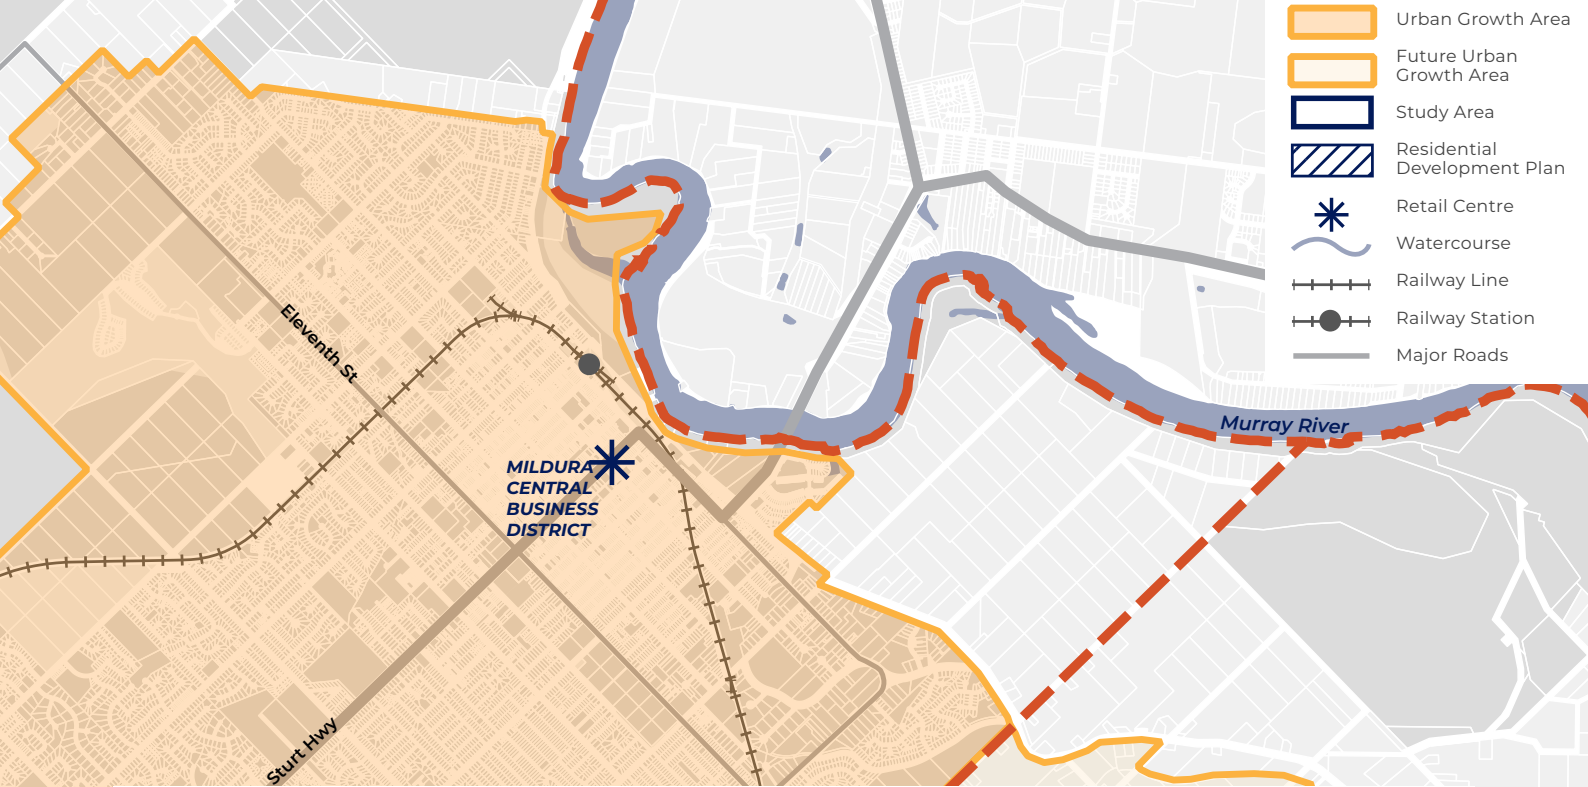 Urban Growth Area
Future Urban
Growth Area
Study Area
Residential
Development Plan
Retail Centre
Watercourse
Railway Line
Railway Station
Major Roads
Eleventh St
Murray River
MILDURA
CENTRAL
BUSINESS
DISTRICT
Sturt Hwy